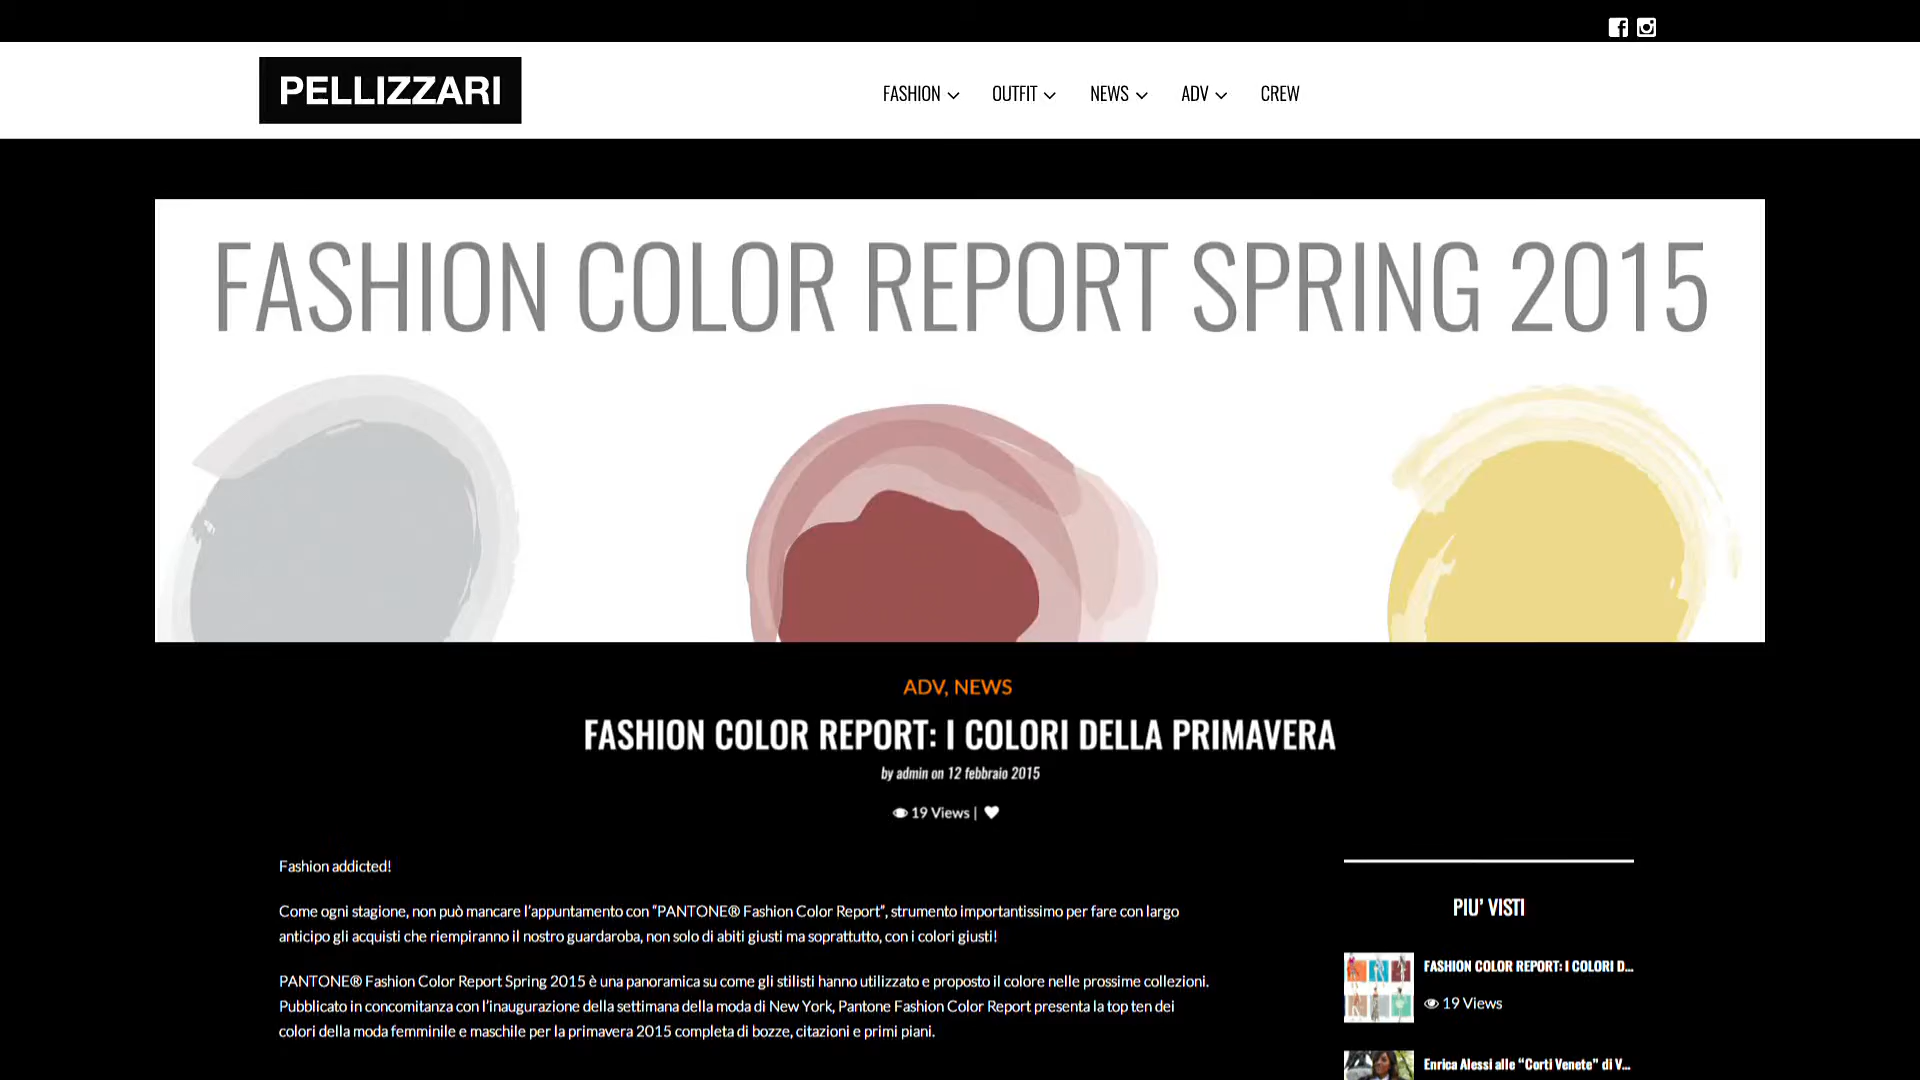 PELLIZZARI
FASHION
OUTFIT
NEWS
ADV
CREW
FASHION COLOR REPORT SPRING 2015
ADV, NEWS
FASHION COLOR REPORT: I COLORI DELLA PRIMAVERA
by admin on 12 febbraio 2015
19 Views |
Fashion addicted!
Come ogni stagione, non può mancare l’appuntamento con “PANTONE® Fashion Color Report”, strumento importantissimo per fare con largo
anticipo gli acquisti che riempiranno il nostro guardaroba, non solo di abiti giusti ma soprattutto, con i colori giusti!
PANTONE® Fashion Color Report Spring 2015 è una panoramica su come gli stilisti hanno utilizzato e proposto il colore nelle prossime collezioni.
Pubblicato in concomitanza con l’inaugurazione della settimana della moda di New York, Pantone Fashion Color Report presenta la top ten dei
colori della moda femminile e maschile per la primavera 2015 completa di bozze, citazioni e primi piani.
PIU’ VISTI
FASHION COLOR REPORT: I COLORI D...
19 Views
Enrica Alessi alle “Corti Venete” di V...